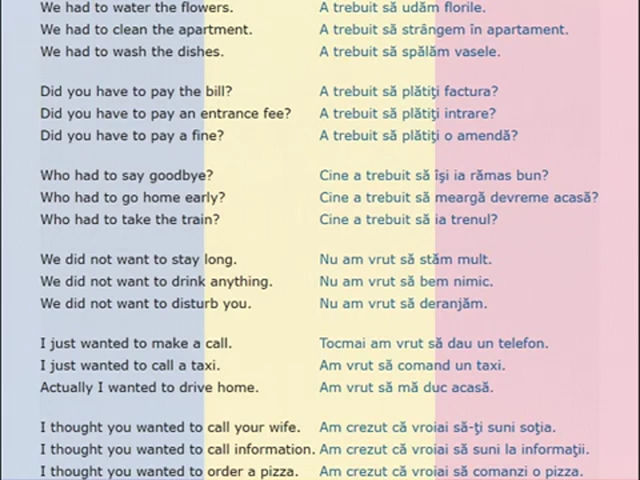 We had to water the flowers. A trebuit să udăm florile.
We had to clean the apartment. A trebuit să strângem în apartament.
We had to wash the dishes. A trebuit să spălăm vasele.
Did you have to pay the bill? A trebuit să plătiţi factura?
Did you have to pay an entrance fee? A trebuit să plătiţi intrare?
Did you have to pay a fine? A trebuit să plătiţi o amendă?
Who had to say goodbye? Cine a trebuit să îşi ia rămas bun?
Who had to go home early? Cine a trebuit să meargă devreme acasă?
Who had to take the train? Cine a trebuit să ia trenul?
We did not want to stay long. Nu am vrut să stăm mult.
We did not want to drink anything. Nu am vrut să bem nimic.
We did not want to disturb you. Nu am vrut să deranjăm.
I just wanted to make a call. Tocmai am vrut să dau un telefon.
I just wanted to call a taxi. Am vrut să comand un taxi.
Actually I wanted to drive home. Am vrut să mă duc acasă.
I thought you wanted to call your wife. Am crezut că vroiai să-ţi suni soţia.
I thought you wanted to call information. Am crezut că vroiai să suni la informaţii.
I thought you wanted to order a pizza. Am crezut că vroiai să comanzi o pizza.